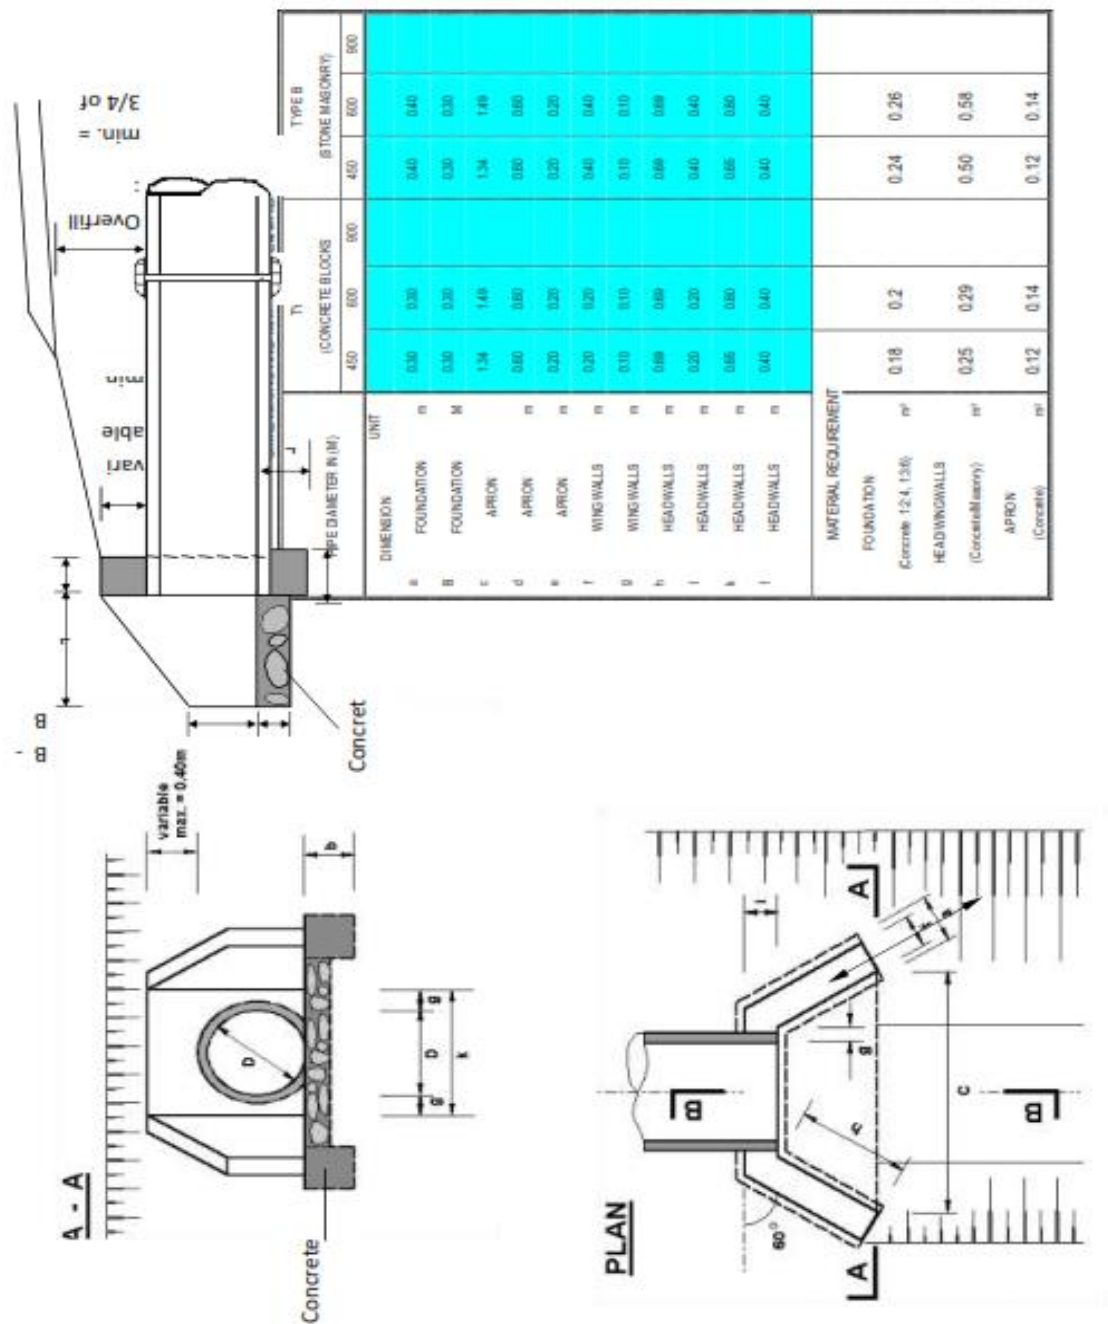 B - B
3/4 of
min. =
:
Overfill
min
able
vari
L
L
Concret
A - A
variable
max. = 0.40m
b
D
g
D
g
k
Concrete
PLAN
A
A
B
B
60°
C
h
g
i
f
a
PE DIAMETER IN (M)
(CONCRETE BLOCKS
TYPE B
(STONE MASONRY)
450 600 900 450 600 900
DIMENSION UNIT
a FOUNDATION m 0.30 0.30 0.40 0.40
B FOUNDATION M 0.30 0.30 0.30 0.30
c APRON 1.34 1.49 1.34 1.49
d APRON m 0.60 0.60 0.60 0.60
e APRON m 0.20 0.20 0.20 0.20
f WINGWALLS m 0.20 0.20 0.40 0.40
g WINGWALLS m 0.10 0.10 0.10 0.10
h HEADWALLS m 0.69 0.69 0.69 0.69
I HEADWALLS m 0.20 0.20 0.40 0.40
k HEADWALLS m 0.65 0.80 0.65 0.80
l HEADWALLS m 0.40 0.40 0.40 0.40
MATERIAL REQUIREMENT
FOUNDATION
(Concrete 1:2:4, 1:3:6) m³ 0.18 0.2 0.24 0.26
HEADWINGWALLS
(Concrete/Masonry) m³ 0.25 0.29 0.50 0.58
APRON
(Concrete) m³ 0.12 0.14 0.12 0.14